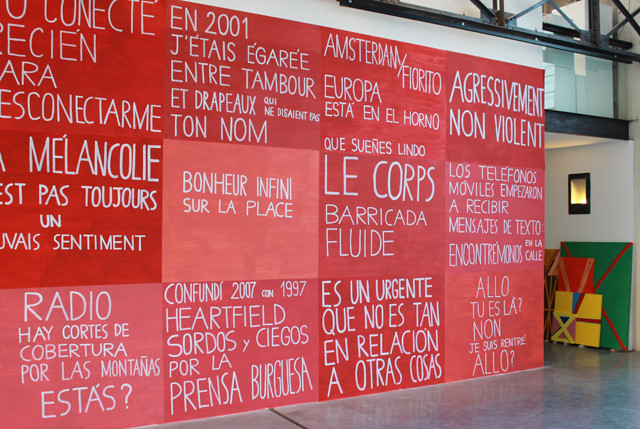 CONECTÉ
RECIÉN
PARA
DESCONECTARME
EN 2001
J'ÉTAIS ÉGARÉE
ENTRE TAMBOUR
ET DRAPEAUX QUI
NE DISAIENT PAS
TON NOM
AMSTERDAM/
FIORITO
EUROPA
ESTÁ EN EL HORNO
AGRESSIVEMENT
NON VIOLENT
MÉLANCOLIE
EST PAS TOUJOURS
UN
MAUVAIS SENTIMENT
BONHEUR INFINI
SUR LA PLACE
QUE SUEÑES LINDO
LE CORPS
BARRICADA
FLUIDE
LOS TELÉFONOS
MÓVILES EMPEZARON
A RECIBIR
MENSAJES DE TEXTO:
ENCONTRÉMONOS EN LA
CALLE
RADIO
HAY CORTES DE
COBERTURA
POR LAS MONTAÑAS
ESTÁS?
CONFUNDÍ 2007 CON 1997
HEARTFIELD
SORDOS Y CIEGOS
POR LA
PRENSA BURGUESA
ES UN URGENTE
QUE NO ES TAN
EN RELACIÓN
A OTRAS COSAS
ALLO
TU ES LÀ?
NON
JE SUIS RENTRÉ
ALLO?